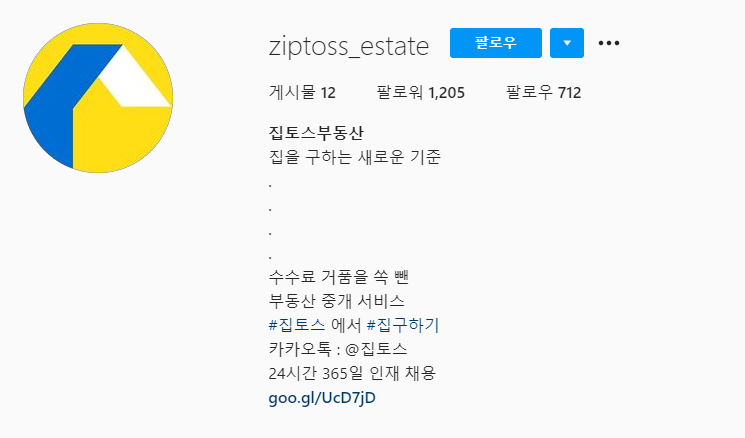 ziptoss_estate 팔로우
게시물 12 팔로워 1,205 팔로우 712
집토스부동산
집을 구하는 새로운 기준
.
.
.
.
수수료 거품을 쏙 뺀
부동산 중개 서비스
#집토스 에서 #집구하기
카카오톡 : @집토스
24시간 365일 인재 채용
goo.gl/UcD7jD